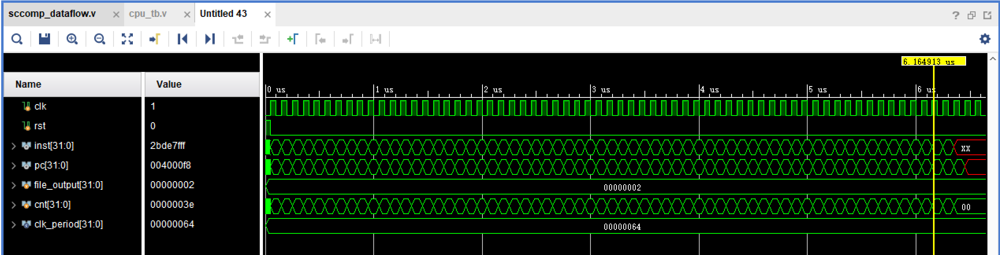 sccomp_dataflow.v × cpu_tb.v × Untitled 43 × ?
6.164913 us
Name Value
0 us 1 us 2 us 3 us 4 us 5 us 6 us
clk 1
rst 0
inst[31:0] 2bde7fff XX
pc[31:0] 004000f8
file_output[31:0] 00000002 00000002
cnt[31:0] 0000003e 00
clk_period[31:0] 00000064 00000064